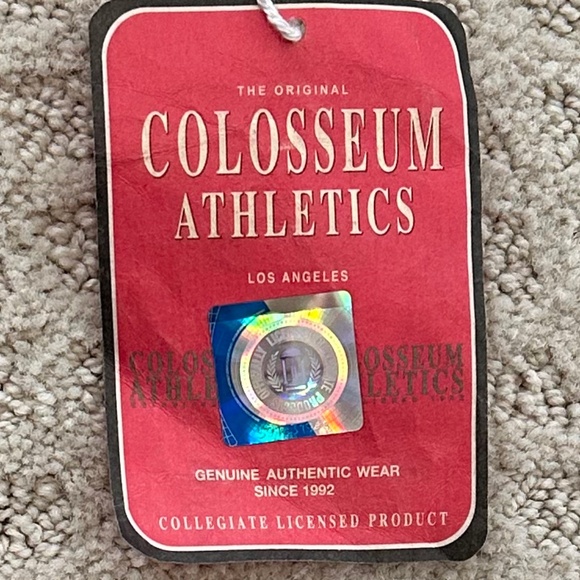 THE ORIGINAL
COLOSSEUM
ATHLETICS
LOS ANGELES
GENUINE AUTHENTIC WEAR
SINCE 1992
COLLEGIATE LICENSED PRODUCT